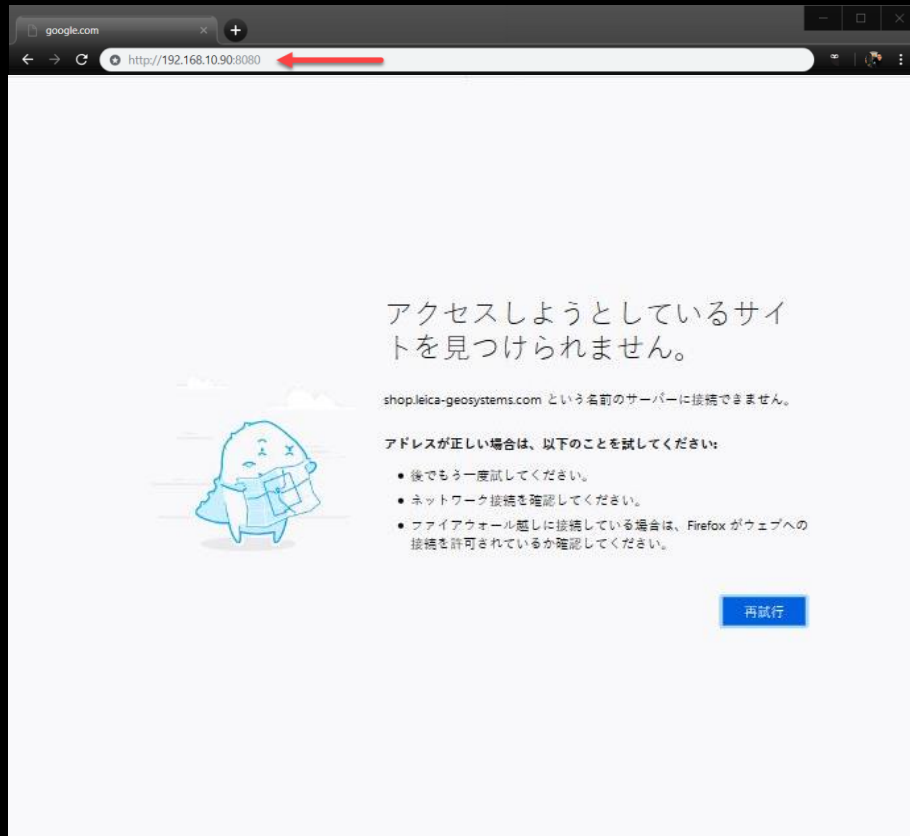 google.com
http://192.168.10.90:8080
アクセスしようとしているサイ
トを見つけられません。
shop.leica-geosystems.com という名前のサーバーに接続できません。
アドレスが正しい場合は、以下のことを試してください:
• 後でもう一度試してください。
• ネットワーク接続を確認してください。
• ファイアウォール越しに接続している場合は、Firefox がウェブへの
接続を許可されているか確認してください。
再試行